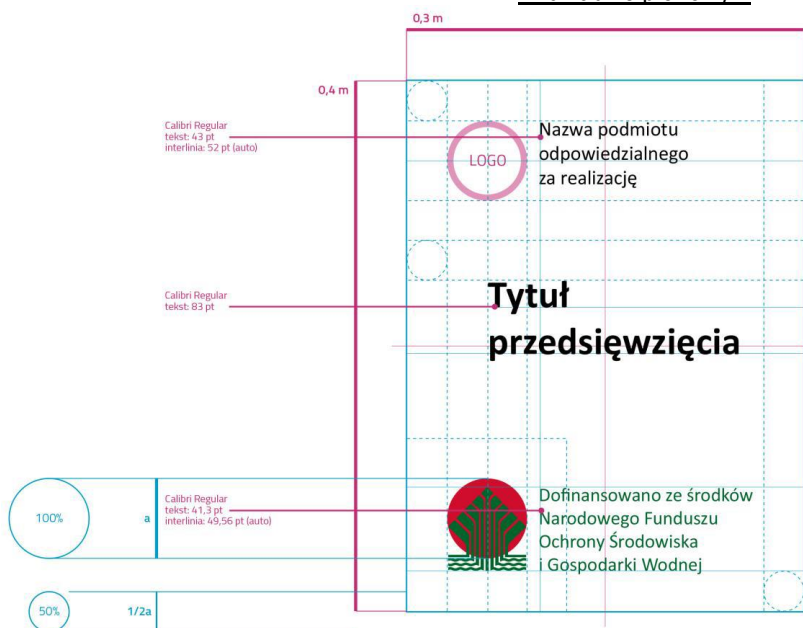 0,3 m
0,4 m
Calibri Regular
tekst: 43 pt
interlinia: 52 pt (auto)
LOGO
Nazwa podmiotu
odpowiedzialnego
za realizację
Calibri Regular
tekst: 83 pt
Tytuł
przedsięwzięcia
100%
a
Calibri Regular
tekst: 41,3 pt
interlinia: 49,56 pt (auto)
Dofinansowano ze środków
Narodowego Funduszu
Ochrony Środowiska
i Gospodarki Wodnej
50%
1/2a